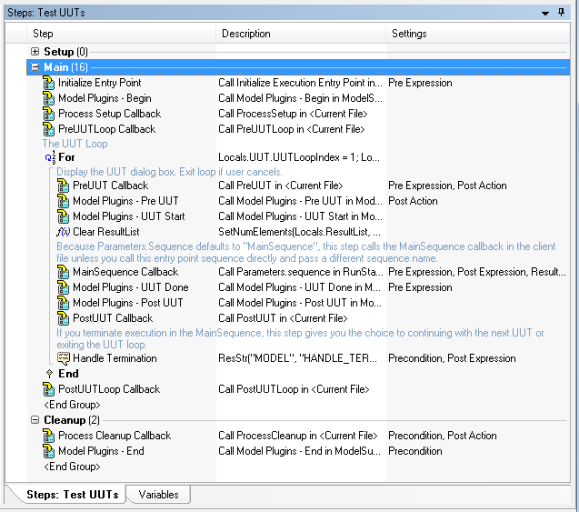 Steps: Test UUTs
Step Description Settings
Setup (0)
Main (16)
Initialize Entry Point Call Initialize Execution Entry Point in... Pre Expression
Model Plugins - Begin Call Model Plugins - Begin in ModelS...
Process Setup Callback Call ProcessSetup in <Current File>
PreUUTLoop Callback Call PreUUTLoop in <Current File>
The UUT Loop
For Locals.UUT.UUTLoopIndex = 1; Lo...
Display the UUT dialog box. Exit loop if user cancels.
PreUUT Callback Call PreUUT in <Current File> Pre Expression, Post Action
Model Plugins - Pre UUT Call Model Plugins - Pre UUT in Mod... Post Action
Model Plugins - UUT Start Call Model Plugins - UUT Start in Mo...
f(x) Clear ResultList SetNumElements(Locals.ResultList, ...
Because Parameters.Sequence defaults to "MainSequence", this step calls the MainSequence callback in the client
file unless you call this entry point sequence directly and pass a different sequence name.
MainSequence Callback Call Parameters.sequence in RunSta... Pre Expression, Post Expression, Result...
Model Plugins - UUT Done Call Model Plugins - UUT Done in M... Pre Expression
Model Plugins - Post UUT Call Model Plugins - Post UUT in Mo...
PostUUT Callback Call PostUUT in <Current File>
If you terminate execution in the MainSequence, this step gives you the choice to continuing with the next UUT or
exiting the UUT loop.
Handle Termination ResStr("MODEL", "HANDLE_TER... Precondition, Post Expression
End
PostUUTLoop Callback Call PostUUTLoop in <Current File>
<End Group>
Cleanup (2)
Process Cleanup Callback Call ProcessCleanup in <Current File> Precondition, Post Action
Model Plugins - End Call Model Plugins - End in ModelSu... Precondition
<End Group>
Steps: Test UUTs Variables